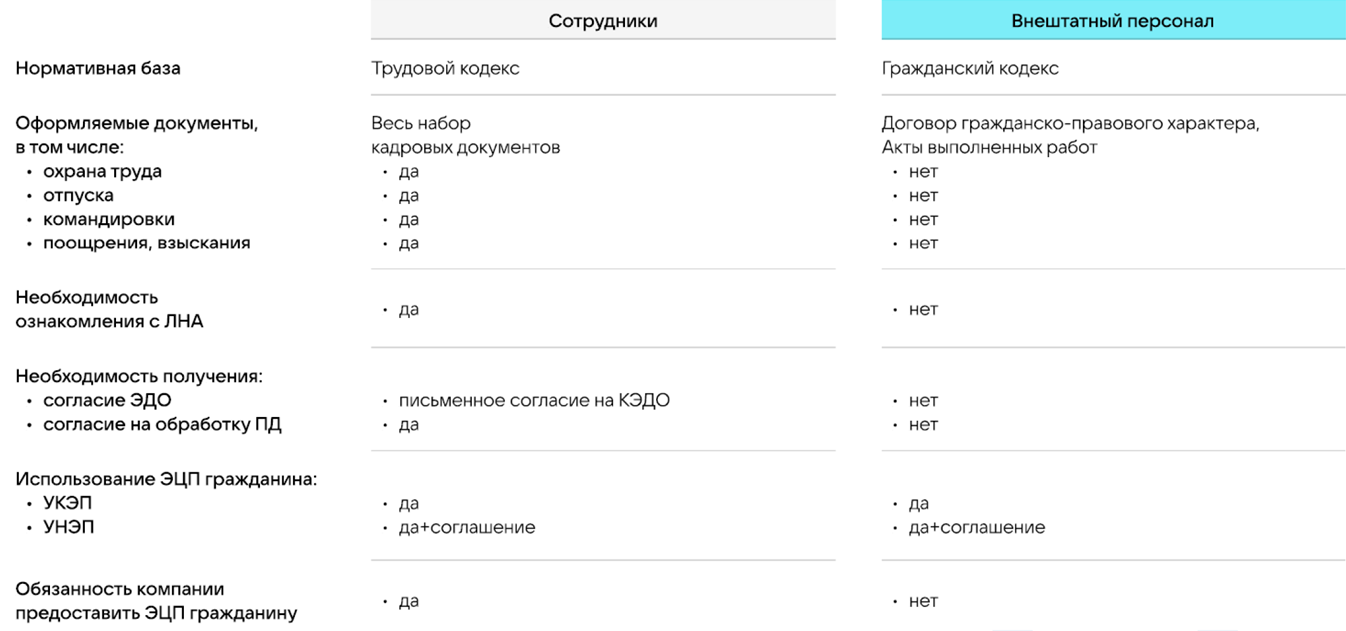 Сотрудники
Внештатный персонал
Нормативная база
Трудовой кодекс
Гражданский кодекс
Оформляемые документы,
в том числе:
• охрана труда
• отпуска
• командировки
• поощрения, взыскания
Весь набор
кадровых документов
• да
• да
• да
• да
Договор гражданско-правового характера,
Акты выполненных работ
• нет
• нет
• нет
• нет
Необходимость
ознакомления с ЛНА
• да
• нет
Необходимость получения:
• согласие ЭДО
• согласие на обработку ПД
• письменное согласие на КЭДО
• да
• нет
• нет
Использование ЭЦП гражданина:
• УКЭП
• УНЭП
• да
• да+соглашение
• да
• да+соглашение
Обязанность компании
предоставить ЭЦП гражданину
• да
• нет